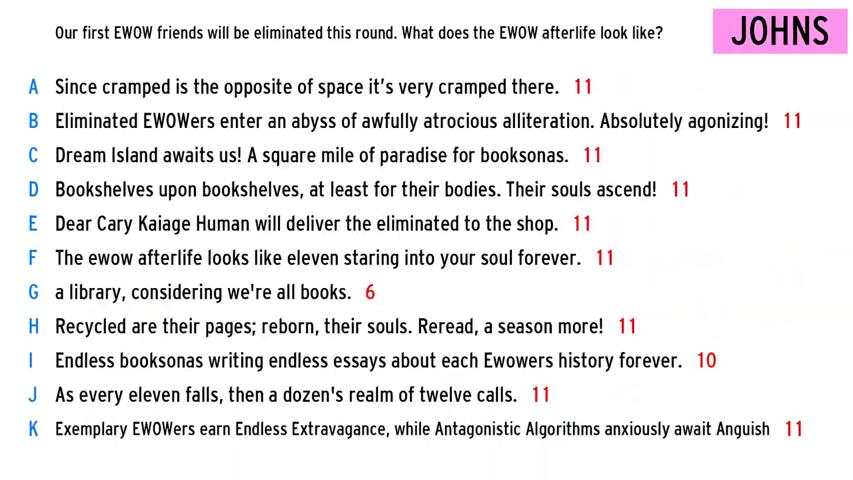 Our first EWOW friends will be eliminated this round. What does the EWOW afterlife look like?
JOHNS
A Since cramped is the opposite of space it's very cramped there. 11
B Eliminated EWOWers enter an abyss of awfully atrocious alliteration. Absolutely agonizing! 11
C Dream Island awaits us! A square mile of paradise for booksonas. 11
D Bookshelves upon bookshelves, at least for their bodies. Their souls ascend! 11
E Dear Cary Kaiage Human will deliver the eliminated to the shop. 11
F The ewow afterlife looks like eleven staring into your soul forever. 11
G a library, considering we're all books. 6
H Recycled are their pages; reborn, their souls. Reread, a season more! 11
I Endless booksonas writing endless essays about each Ewowers history forever. 10
J As every eleven falls, then a dozen's realm of twelve calls. 11
K Exemplary EWOWers earn Endless Extravagance, while Antagonistic Algorithms anxiously await Anguish 11